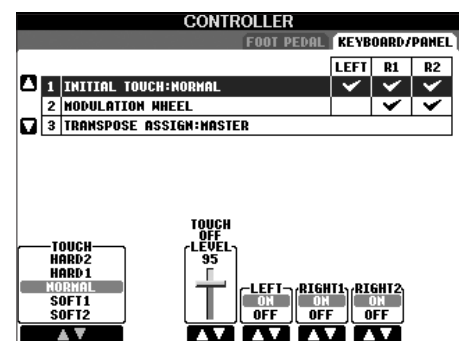 CONTROLLER
FOOT PEDAL KEYBOARD/PANEL
LEFT R1 R2
1 INITIAL TOUCH:NORMAL
2 MODULATION WHEEL
3 TRANSPOSE ASSIGN:MASTER
TOUCH
HARD2
HARD1
NORMAL
SOFT1
SOFT2
TOUCH
OFF
LEVEL
95
LEFT RIGHT1 RIGHT2
ON ON ON
OFF OFF OFF